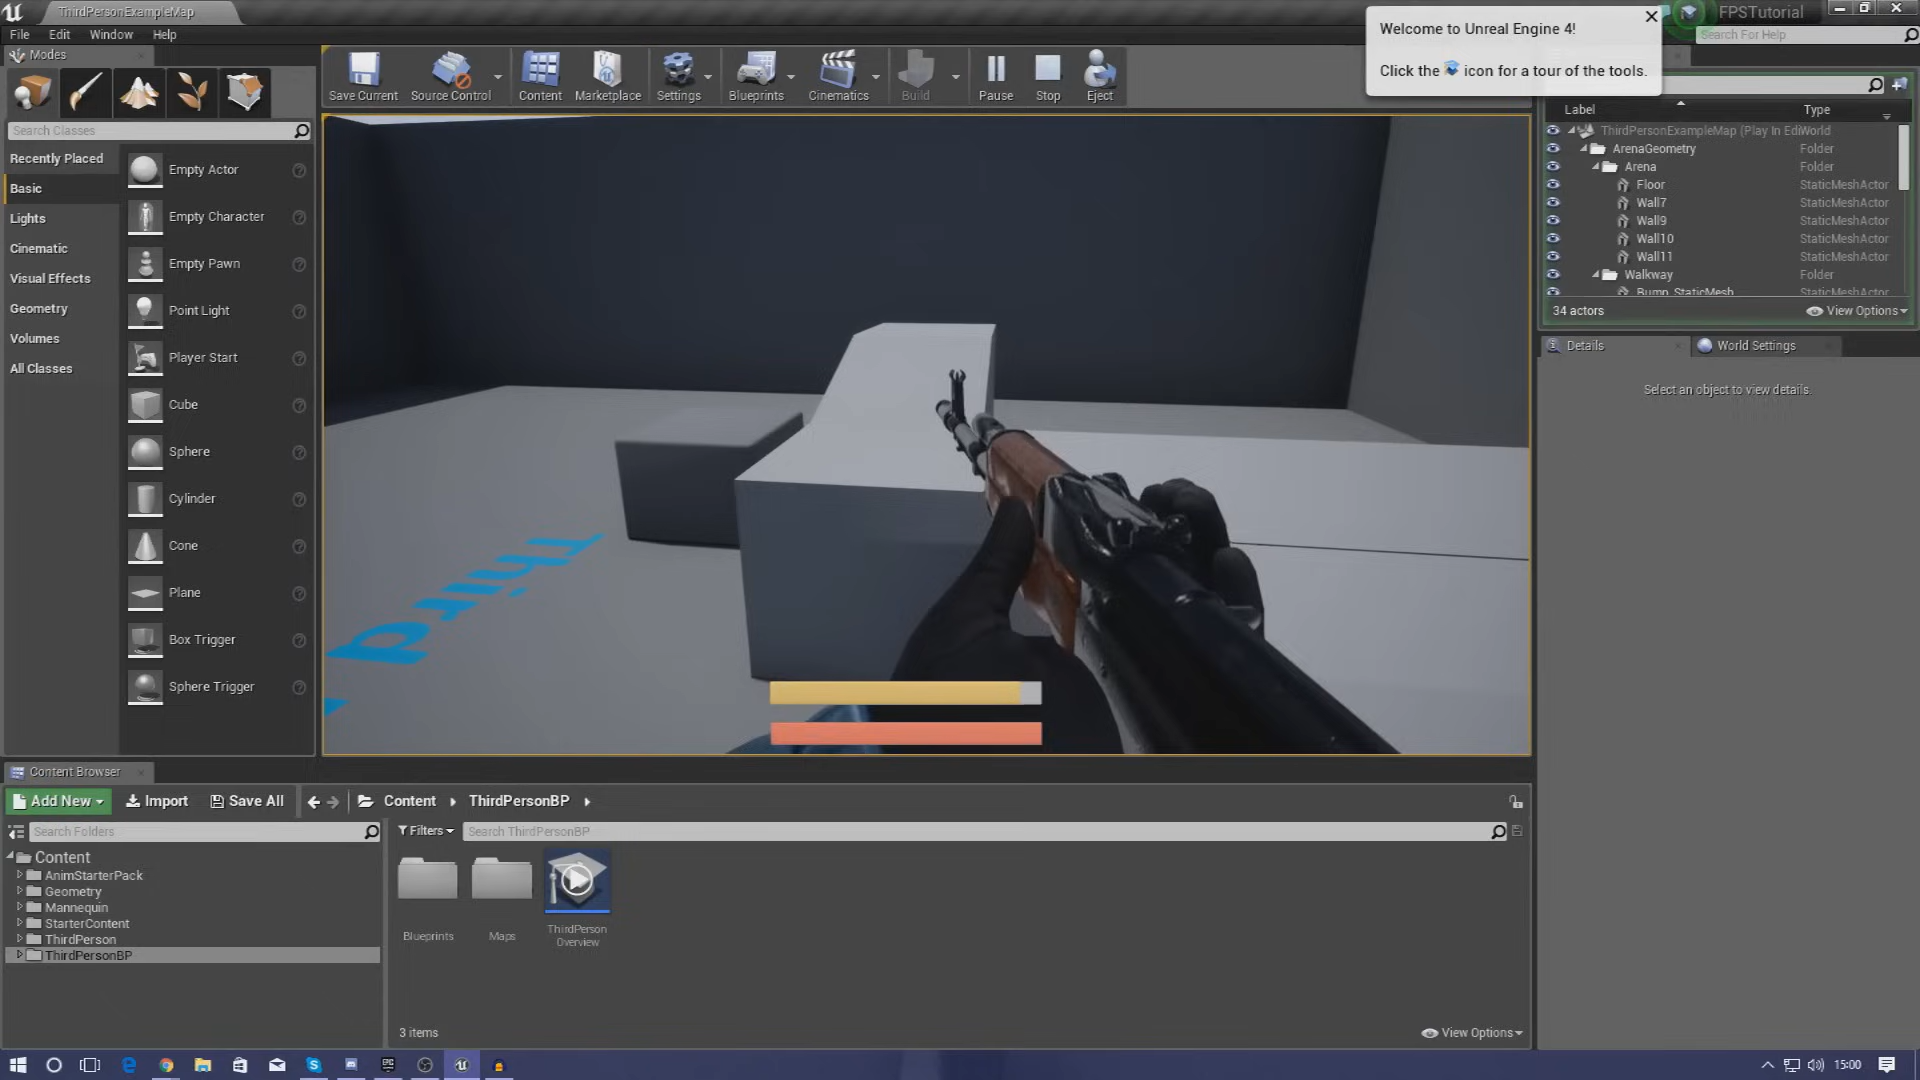 ThirdPersonExampleMap
FPSTutorial
File Edit Window Help
Search For Help
Welcome to Unreal Engine 4!
Click the icon for a tour of the tools.
Modes
Save Current
Source Control
Content
Marketplace
Settings
Blueprints
Cinematics
Build
Pause
Stop
Eject
Search Classes
Recently Placed
Basic
Lights
Cinematic
Visual Effects
Geometry
Volumes
All Classes
Empty Actor
Empty Character
Empty Pawn
Point Light
Player Start
Cube
Sphere
Cylinder
Cone
Plane
Box Trigger
Sphere Trigger
Third
Label Type
ThirdPersonExampleMap (Play In EdiWorld
ArenaGeometry Folder
Arena Folder
Floor StaticMeshActor
Wall7 StaticMeshActor
Wall9 StaticMeshActor
Wall10 StaticMeshActor
Wall11 StaticMeshActor
Walkway Folder
Bump_StaticMesh StaticMeshActor
34 actors View Options
Details World Settings
Select an object to view details.
Content Browser
Add New Import Save All Content ThirdPersonBP
Search Folders
Filters Search ThirdPersonBP
Content
AnimStarterPack
Geometry
Mannequin
StarterContent
ThirdPerson
ThirdPersonBP
Blueprints
Maps
ThirdPerson
Overview
3 items View Options
15:00